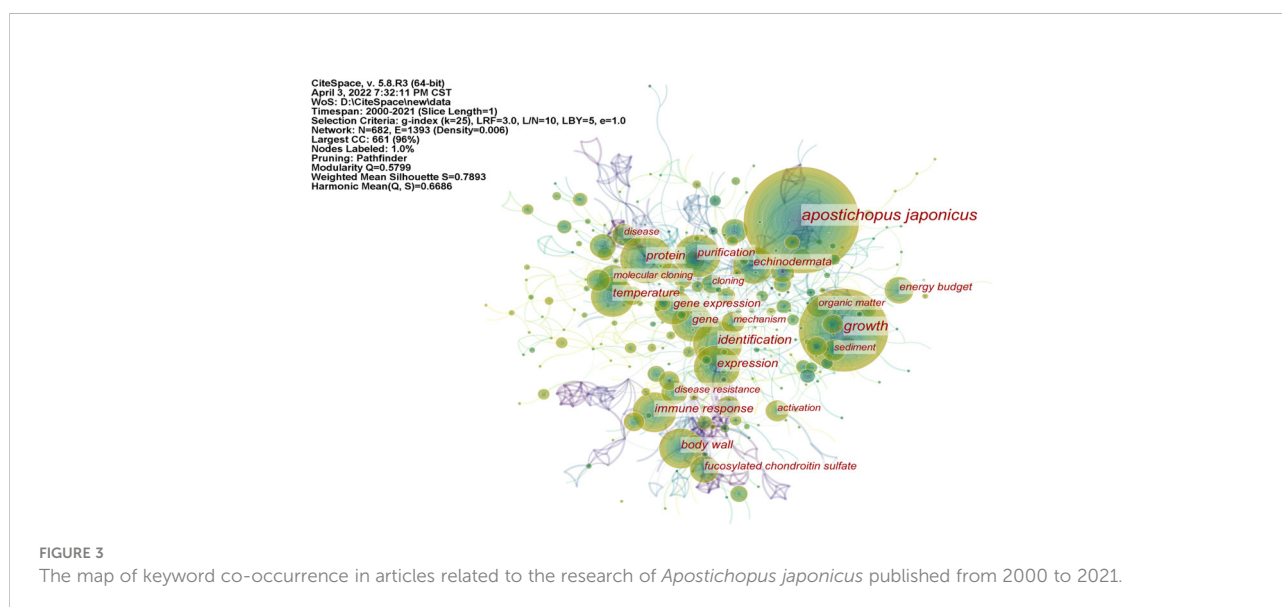 CiteSpace, v. 5.8.R3 (64-bit)
April 3, 2022 7:32:11 PM CST
WoS: D:\CiteSpace\new\data
Timespan: 2000-2021 (Slice Length=1)
Selection Criteria: g-index (k=25), LRF=3.0, L/N=10, LBY=5, e=1.0
Network: N=682, E=1393 (Density=0.006)
Largest CC: 661 (96%)
Nodes Labeled: 1.0%
Pruning: Pathfinder
Modularity Q=0.5799
Weighted Mean Silhouette S=0.7893
Harmonic Mean(Q, S)=0.6686
apostichopus japonicus
disease
protein
purification
echinodermata
molecular cloning
cloning
temperature
energy budget
gene expression
organic matter
gene
mechanism
growth
identification
sediment
expression
disease resistance
immune response
activation
body wall
fucosylated chondroitin sulfate
FIGURE 3
The map of keyword co-occurrence in articles related to the research of Apostichopus japonicus published from 2000 to 2021.